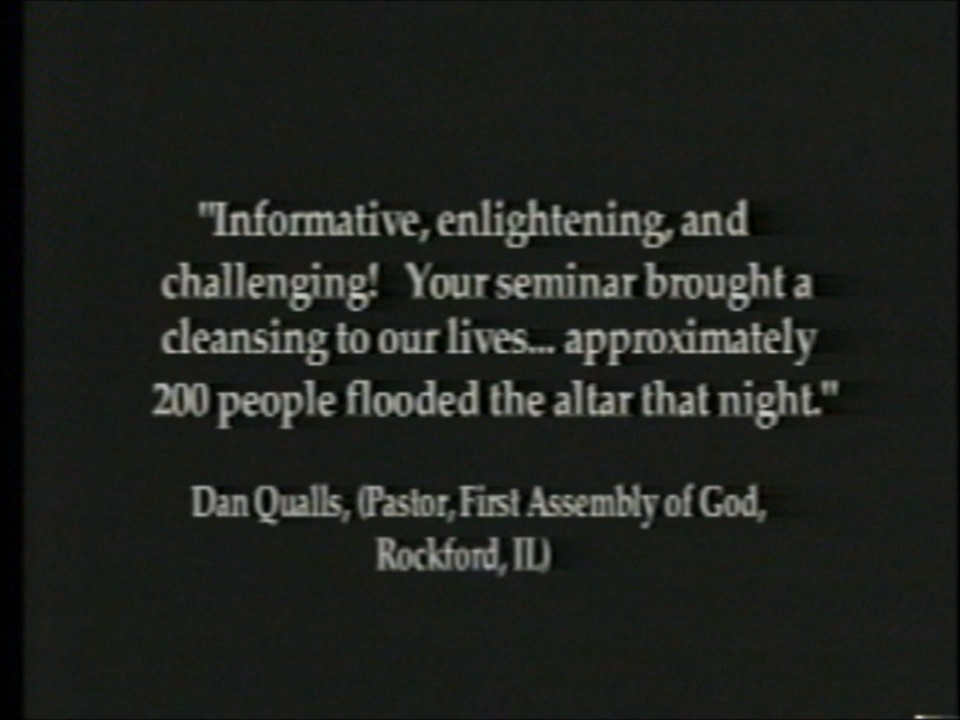 "Informative, enlightening, and
challenging!  Your seminar brought a
cleansing to our lives... approximately
200 people flooded the altar that night."
Dan Qualls, (Pastor, First Assembly of God,
Rockford, IL)